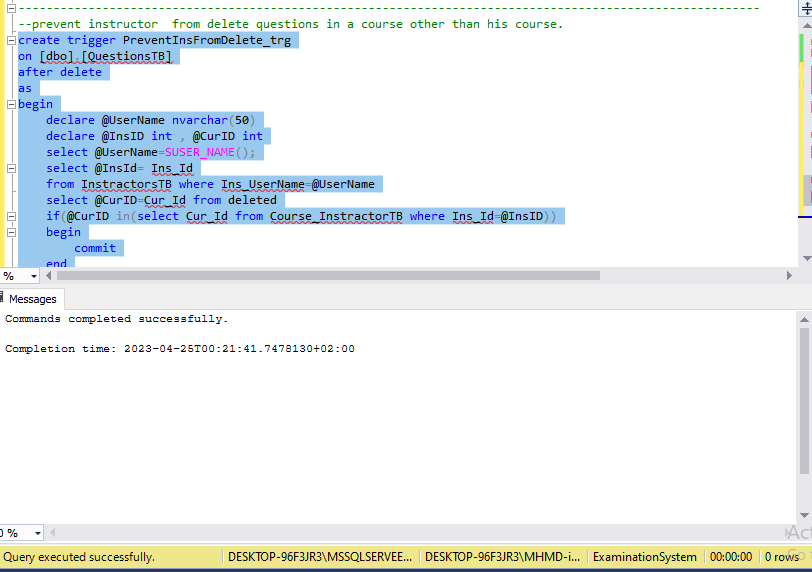 --prevent instructor  from delete questions in a course other than his course.
create trigger PreventInsFromDelete_trg
on [dbo].[QuestionsTB]
after delete
as
begin
declare @UserName nvarchar(50)
declare @InsID int , @CurID int
select @UserName=SUSER_NAME();
select @InsId= Ins_Id
from InstractorsTB where Ins_UserName=@UserName
select @CurID=Cur_Id from deleted
if(@CurID in(select Cur_Id from Course_InstractorTB where Ins_Id=@InsID))
begin
commit
end
%
Messages
Commands completed successfully.
Completion time: 2023-04-25T00:21:41.7478130+02:00
0 %
Act
Query executed successfully.
DESKTOP-96F3JR3\MSSQLSERVEE...
DESKTOP-96F3JR3\MHMD-i...
ExaminationSystem
00:00:00
0 rows
Go t